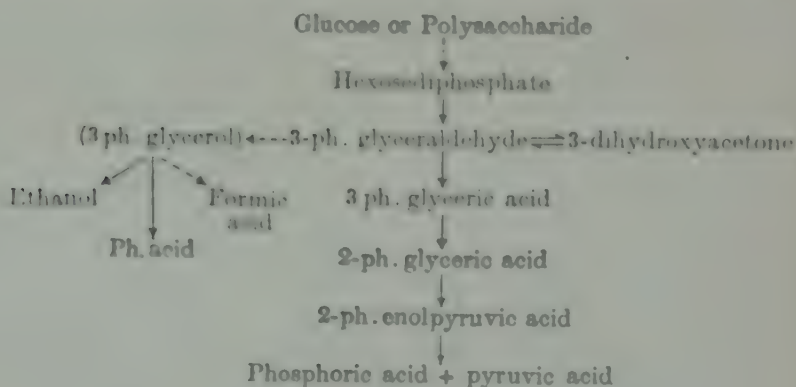 Glucose or Polysaccharide
Hexosediphosphate
(3 ph. glycerol) 3-ph. glyceraldehyde 3-dihydroxyacetone
Ethanol Formic 3 ph. glyceric acid
acid
Ph. acid
2-ph. glyceric acid
2-ph. enolpyruvic acid
Phosphoric acid + pyruvic acid